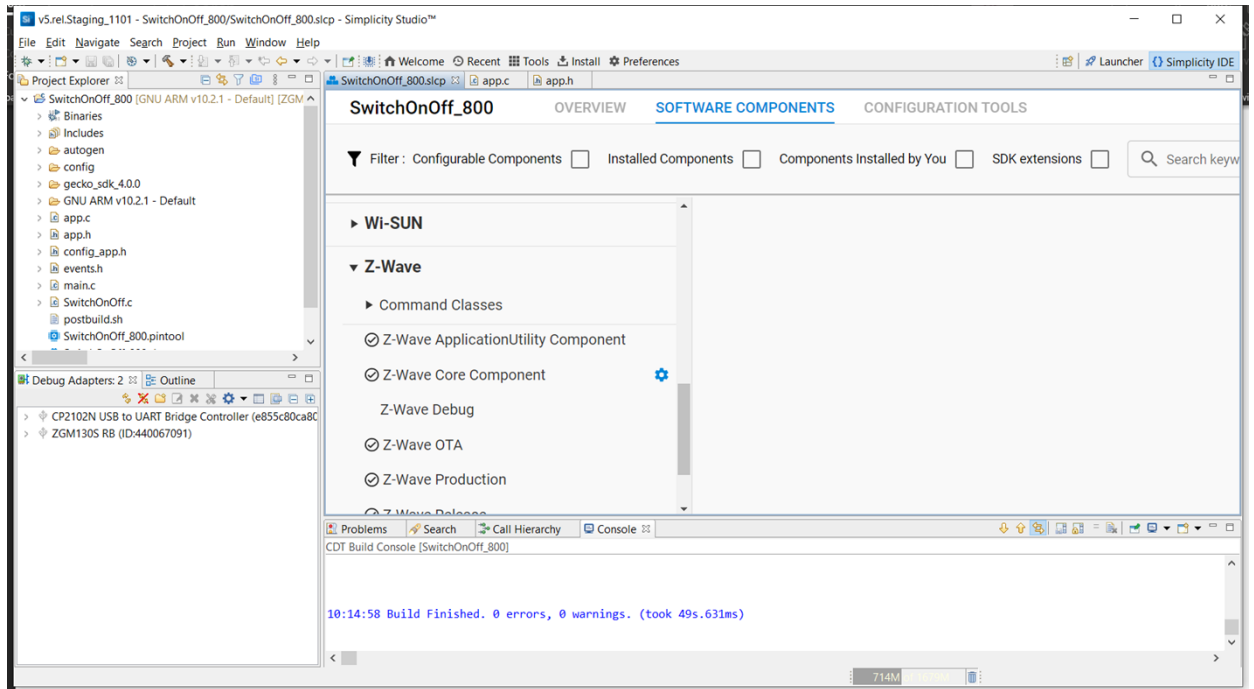 v5.rel.Staging_1101 - SwitchOnOff_800/SwitchOnOff_800.slcp - Simplicity Studio™
File Edit Navigate Search Project Run Window Help
Welcome Recent Tools Install Preferences Launcher {} Simplicity IDE
Project Explorer
SwitchOnOff_800.slcp app.c app.h
SwitchOnOff_800 [GNU ARM v10.2.1 - Default] [ZGM
Binaries
Includes
autogen
config
gecko_sdk_4.0.0
GNU ARM v10.2.1 - Default
app.c
app.h
config_app.h
events.h
main.c
SwitchOnOff.c
postbuild.sh
SwitchOnOff_800.pintool
Debug Adapters: 2 Outline
CP2102N USB to UART Bridge Controller (e855c80ca80
ZGM130S RB (ID:440067091)
SwitchOnOff_800 OVERVIEW SOFTWARE COMPONENTS CONFIGURATION TOOLS
Filter : Configurable Components Installed Components Components Installed by You SDK extensions Search keyw
Wi-SUN
Z-Wave
Command Classes
Z-Wave ApplicationUtility Component
Z-Wave Core Component
Z-Wave Debug
Z-Wave OTA
Z-Wave Production
Z-Wave Release
Problems Search Call Hierarchy Console
CDT Build Console [SwitchOnOff_800]
10:14:58 Build Finished. 0 errors, 0 warnings. (took 49s.631ms)
714M